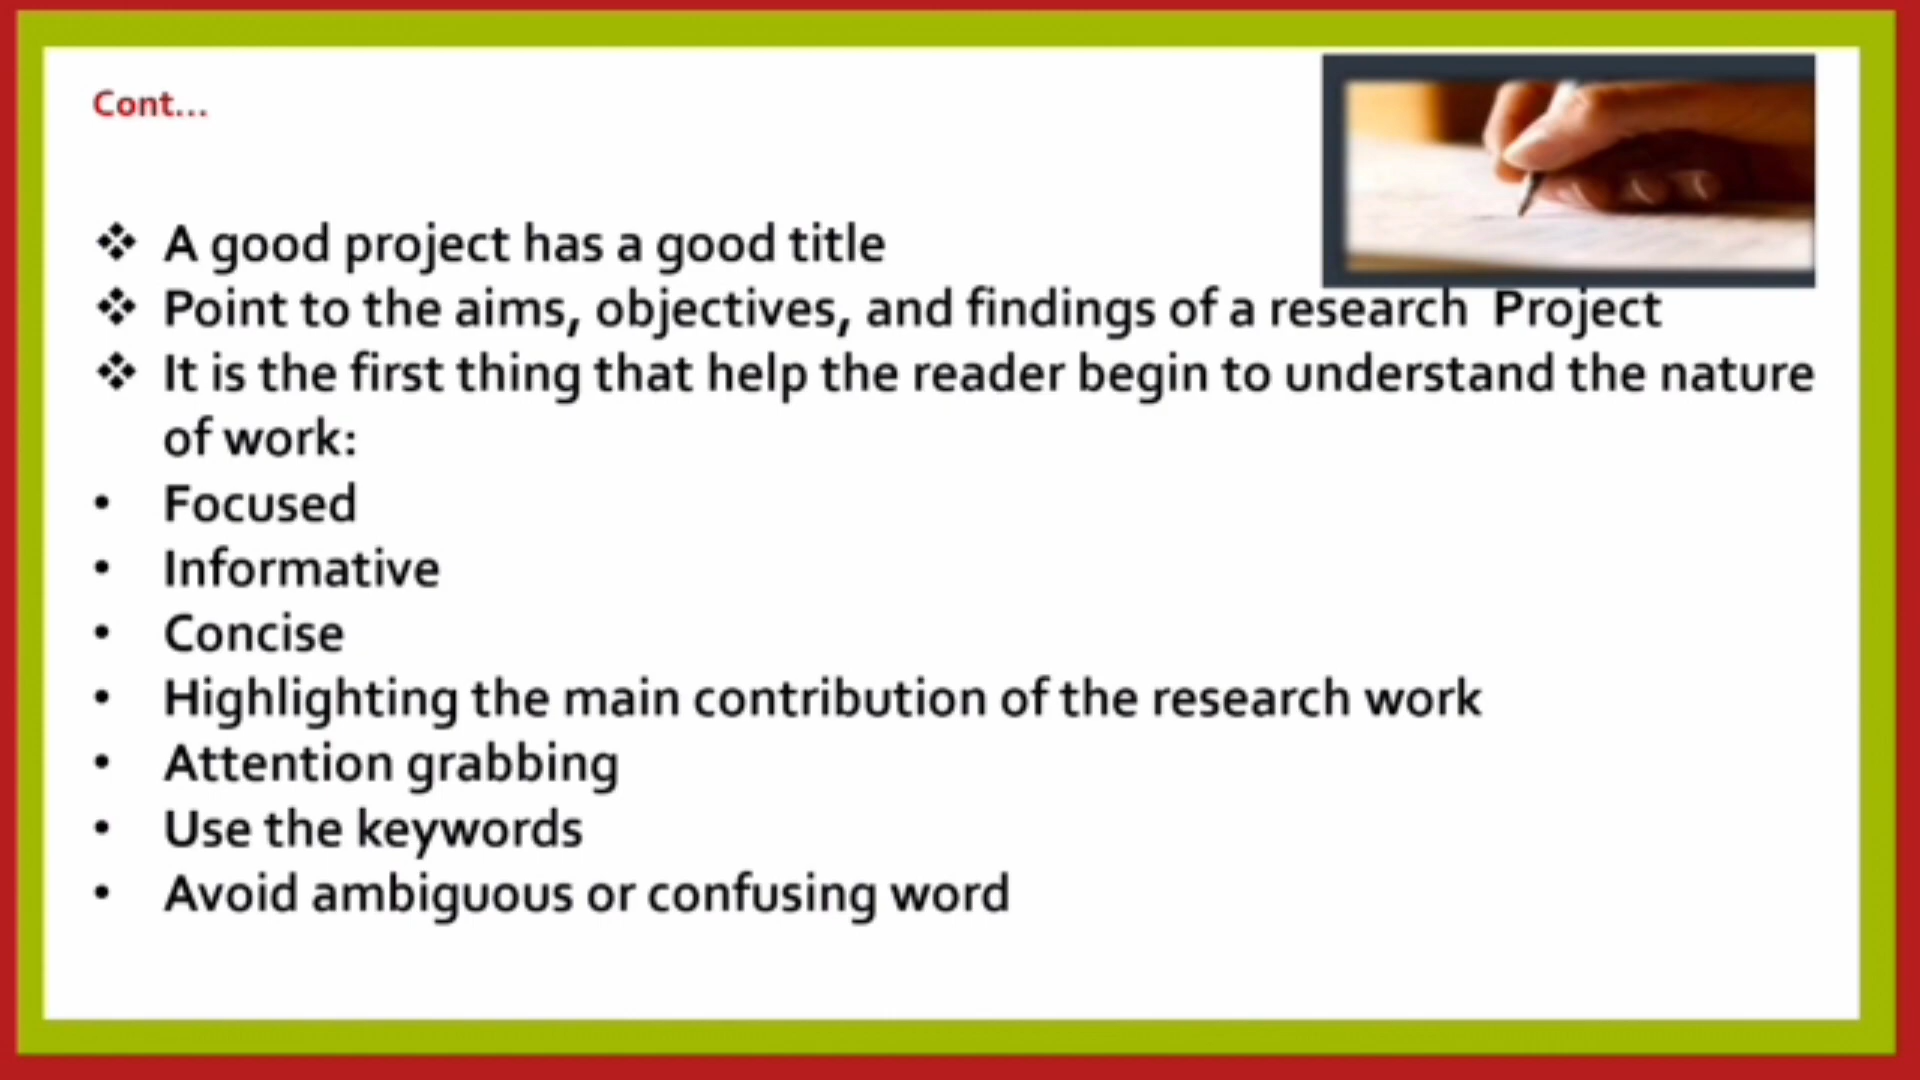 Cont...
❖ A good project has a good title
❖ Point to the aims, objectives, and findings of a research Project
❖ It is the first thing that help the reader begin to understand the nature
of work:
• Focused
• Informative
• Concise
• Highlighting the main contribution of the research work
• Attention grabbing
• Use the keywords
• Avoid ambiguous or confusing word